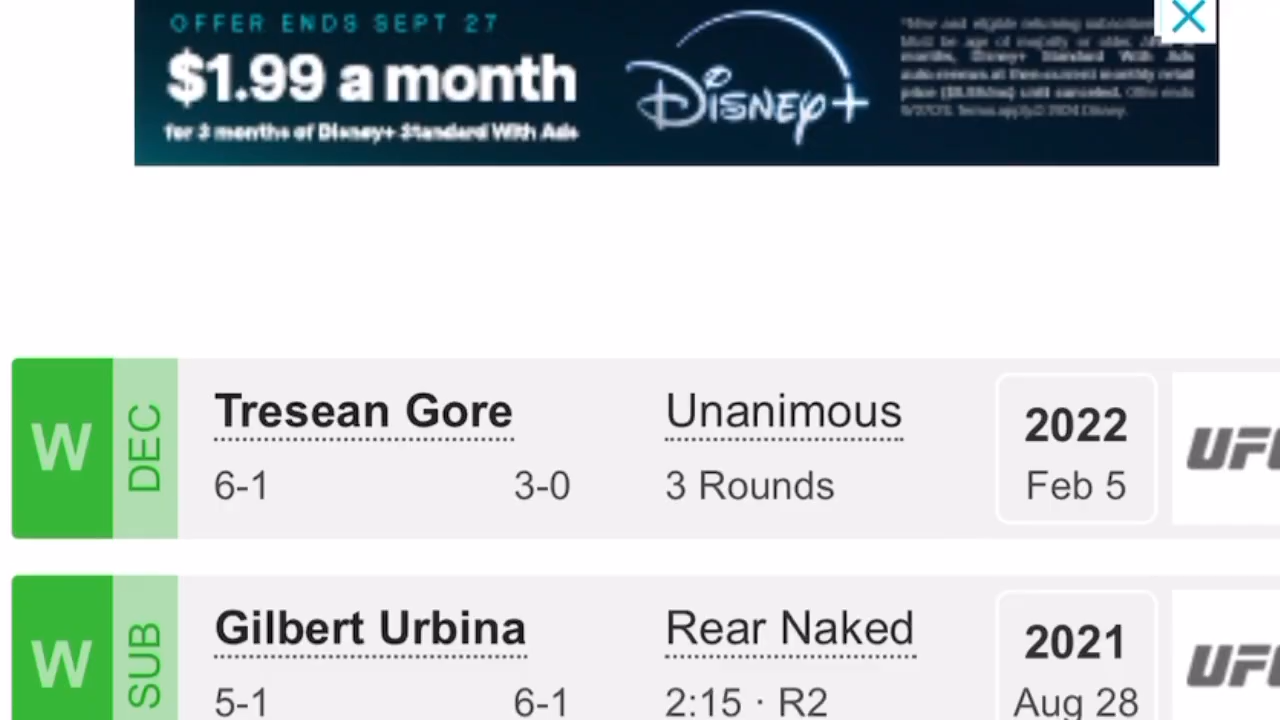 OFFER ENDS SEPT 27
$1.99 a month
for 3 months of Disney+ Standard With Ads
Disney+
W
DEC
Tresean Gore
6-1
3-0
Unanimous
3 Rounds
2022
Feb 5
UFC
W
SUB
Gilbert Urbina
5-1
6-1
Rear Naked
2:15 · R2
2021
Aug 28
UFC